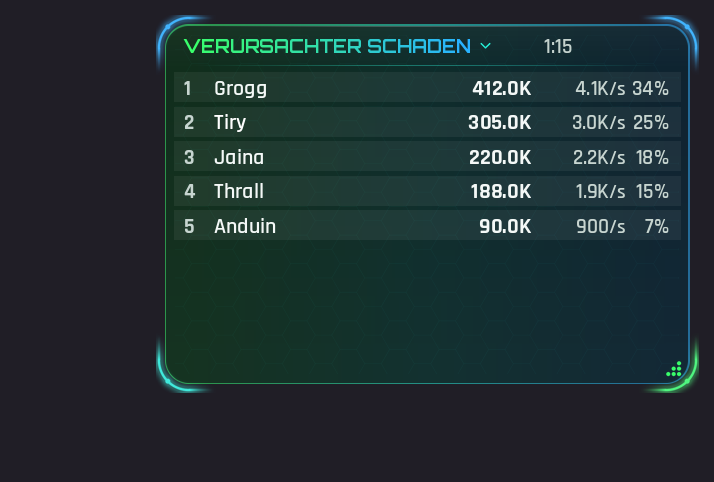 VERURSACHTER SCHADEN 1:15
1 Grogg 412.0K 4.1K/s 34%
2 Tiry 305.0K 3.0K/s 25%
3 Jaina 220.0K 2.2K/s 18%
4 Thrall 188.0K 1.9K/s 15%
5 Anduin 90.0K 900/s 7%